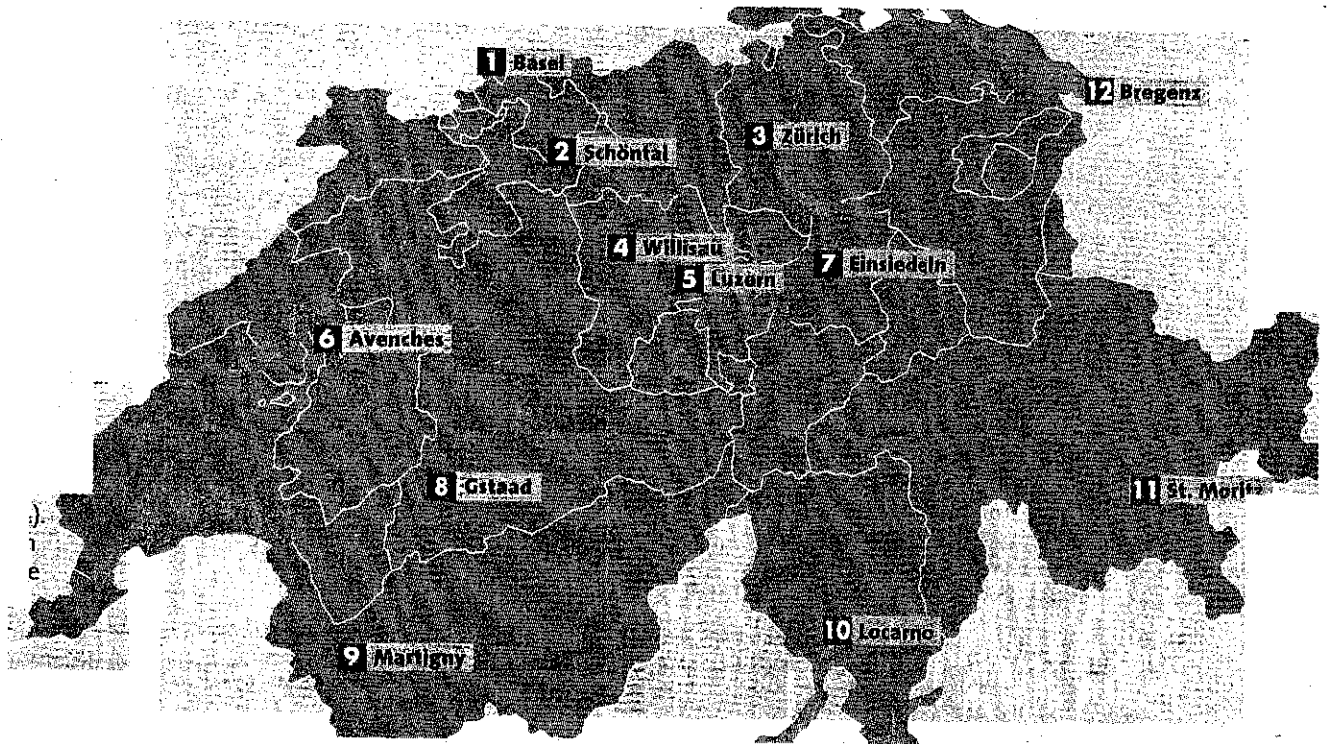 1 Basel
12 Bregenz
3 Zürich
2 Schöntal
4 Willisau
7 Einsiedeln
5 Luzern
6 Avenches
8 Gstaad
11 St. Moritz
).
n
e
10 Locarno
9 Martigny